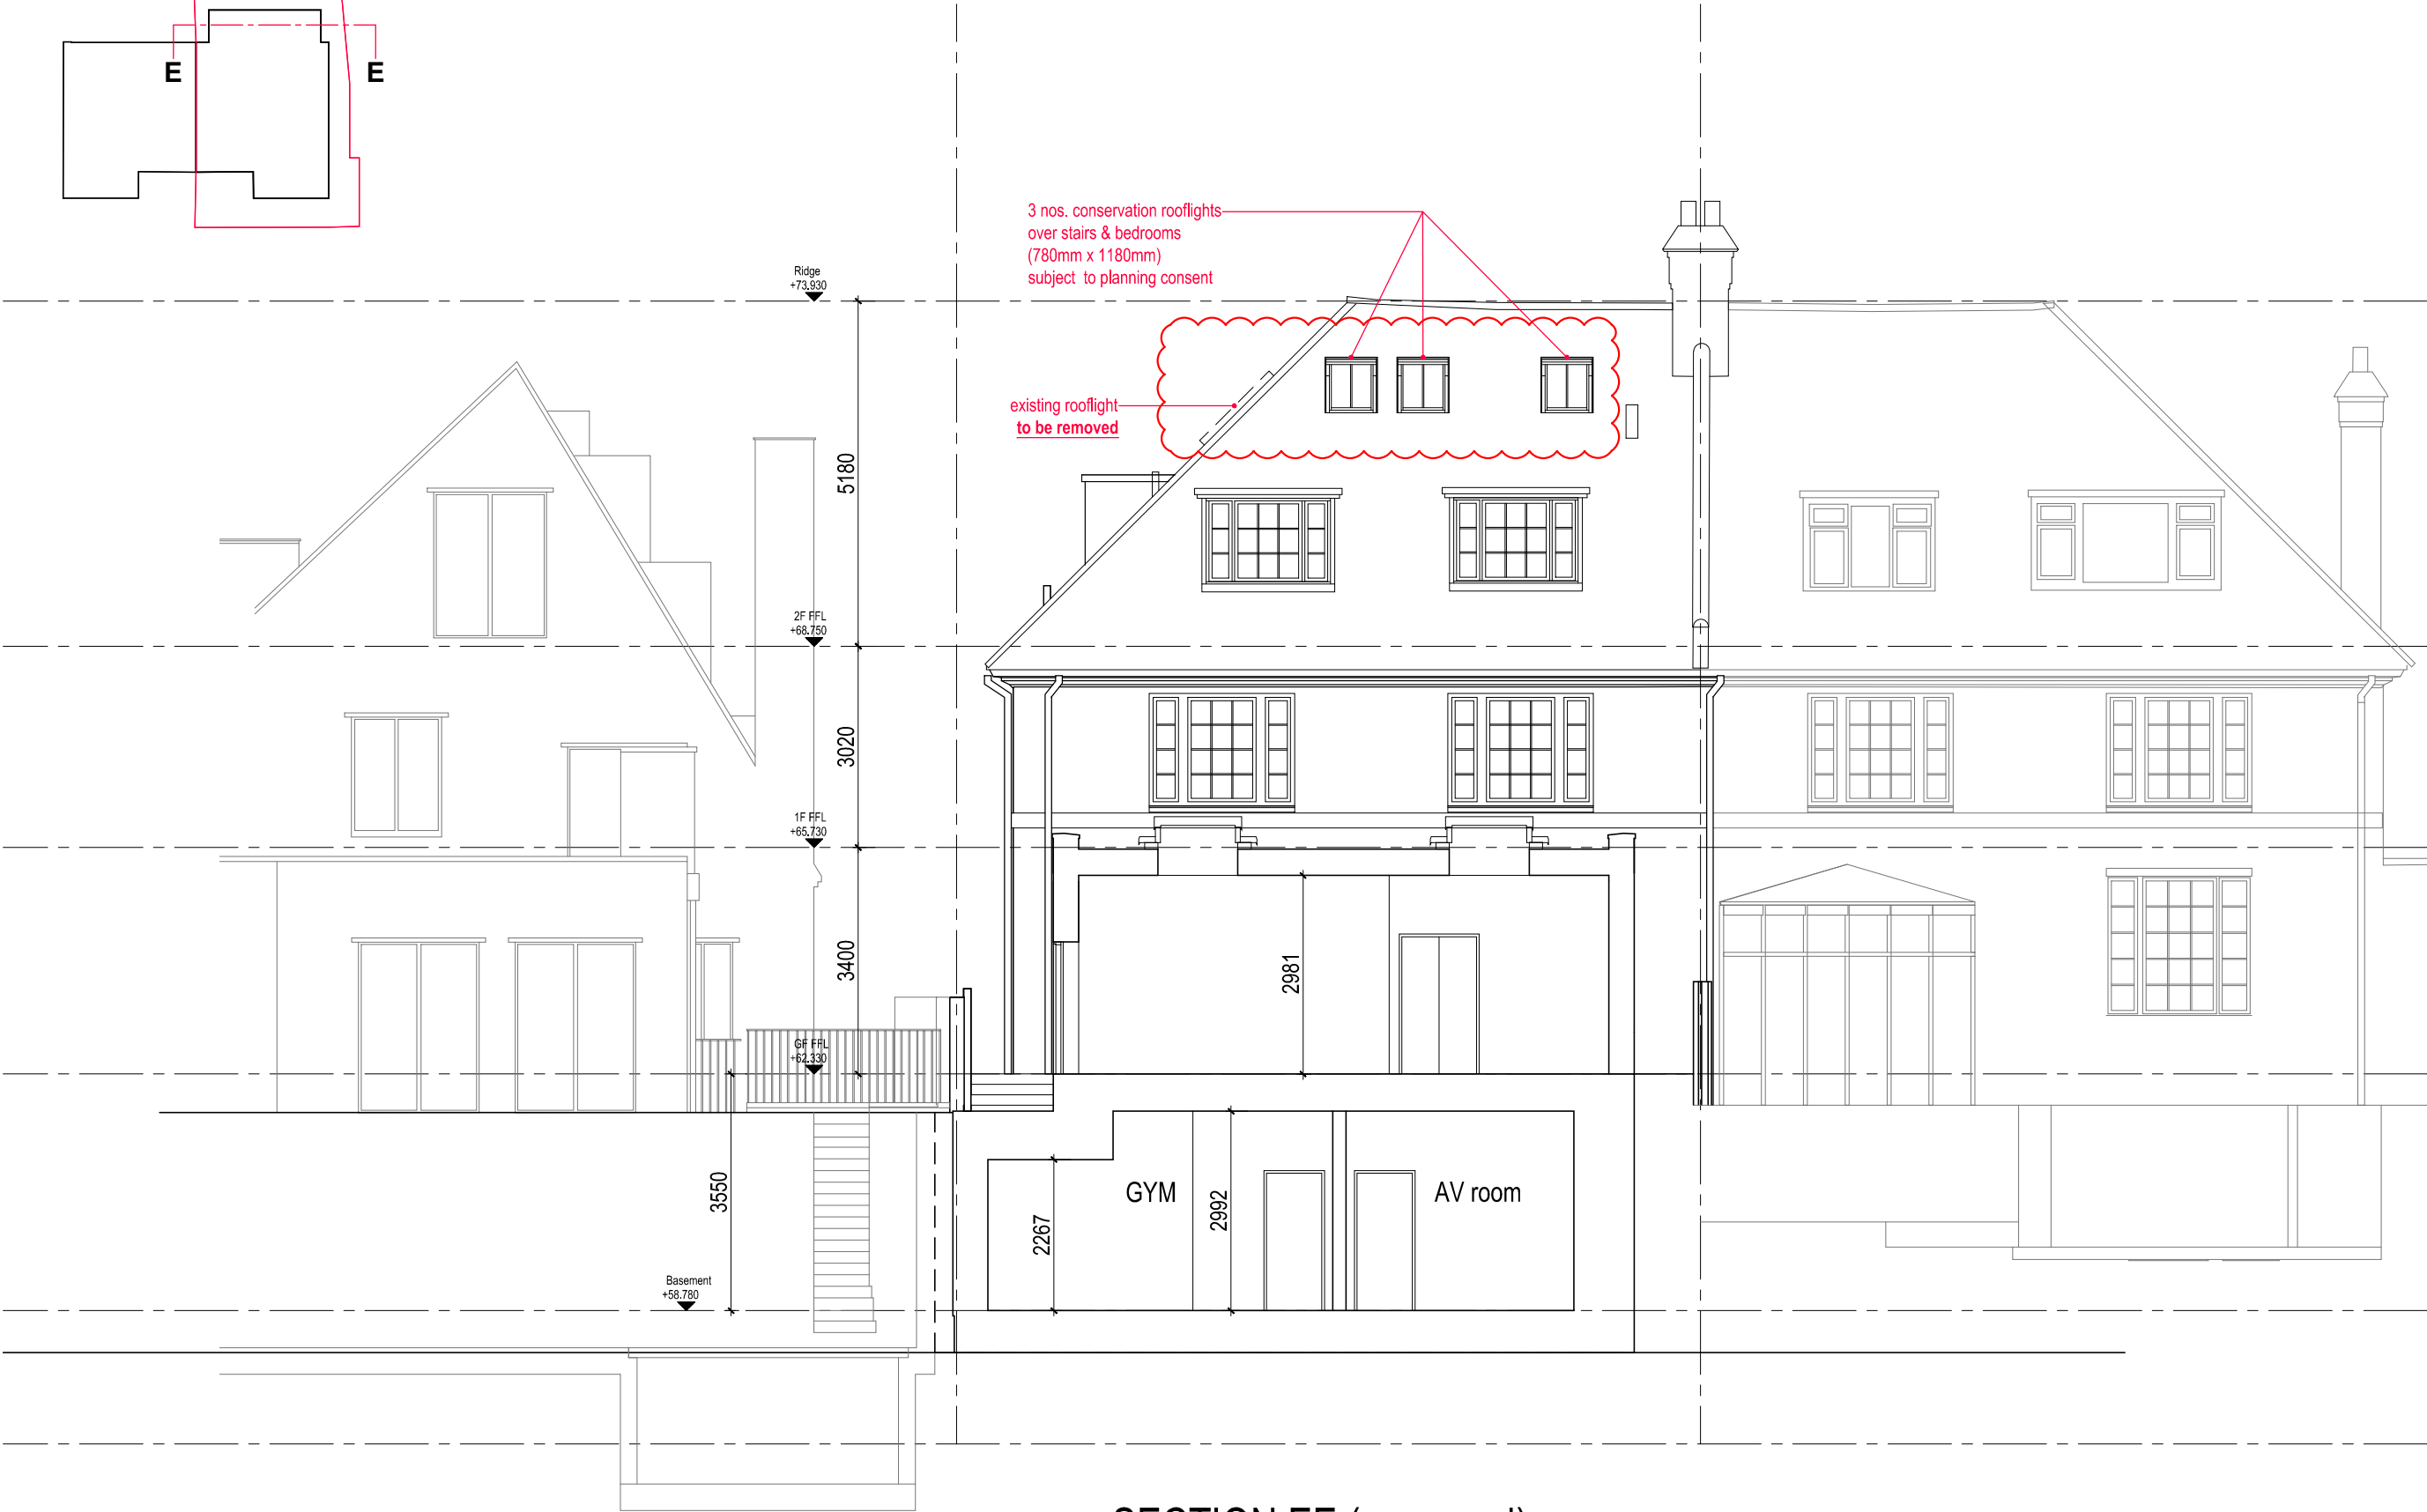 E
E
3 nos. conservation rooflights
over stairs & bedrooms
(780mm x 1180mm)
subject to planning consent
Ridge
+73.930
existing rooflight
to be removed
5180
2F FFL
+68.750
3020
1F FFL
+65.730
3400
2981
GF FFL
+62.330
3550
GYM
AV room
2267
2992
Basement
+58.780
SECTION EE